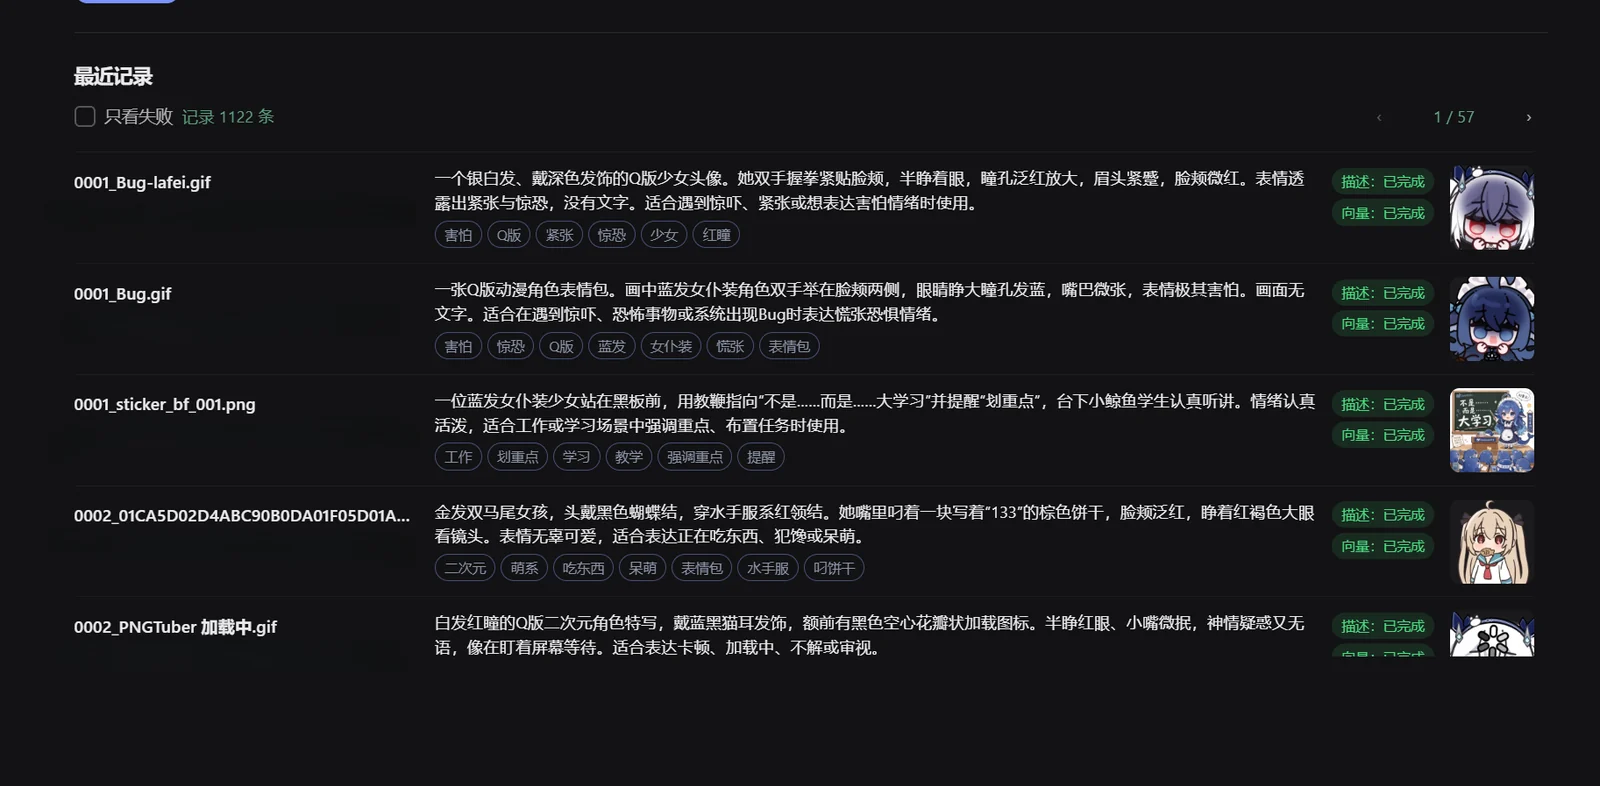 最近记录
只看失败 记录 1122 条
‹ 1 / 57 ›
0001_Bug-lafei.gif
一个银白发、戴深色发饰的Q版少女头像。她双手握拳紧贴脸颊，半睁着眼，瞳孔泛红放大，眉头紧蹙，脸颊微红。表情透
露出紧张与惊恐，没有文字。适合遇到惊吓、紧张或想表达害怕情绪时使用。
害怕 Q版 紧张 惊恐 少女 红瞳
描述：已完成
向量：已完成
0001_Bug.gif
一张Q版动漫角色表情包。画中蓝发女仆装角色双手举在脸颊两侧，眼睛睁大瞳孔发蓝，嘴巴微张，表情极其害怕。画面无
文字。适合在遇到惊吓、恐怖事物或系统出现Bug时表达慌张恐惧情绪。
害怕 惊恐 Q版 蓝发 女仆装 慌张 表情包
描述：已完成
向量：已完成
0001_sticker_bf_001.png
一位蓝发女仆装少女站在黑板前，用教鞭指向“不是……而是……大学习”并提醒“划重点”，台下小鲸鱼学生认真听讲。情绪认真
活泼，适合工作或学习场景中强调重点、布置任务时使用。
工作 划重点 学习 教学 强调重点 提醒
描述：已完成
向量：已完成
不是
而是
大学习
0002_01CA5D02D4ABC90B0DA01F05D01A...
金发双马尾女孩，头戴黑色蝴蝶结，穿水手服系红领结。她嘴里叼着一块写着“133”的棕色饼干，脸颊泛红，睁着红褐色大眼
看镜头。表情无辜可爱，适合表达正在吃东西、犯馋或呆萌。
二次元 萌系 吃东西 呆萌 表情包 水手服 叼饼干
描述：已完成
向量：已完成
0002_PNGTuber 加载中.gif
白发红瞳的Q版二次元角色特写，戴蓝黑猫耳发饰，额前有黑色空心花瓣状加载图标。半睁红眼、小嘴微抿，神情疑惑又无
语，像在盯着屏幕等待。适合表达卡顿、加载中、不解或审视。
描述：已完成
向量：已完成